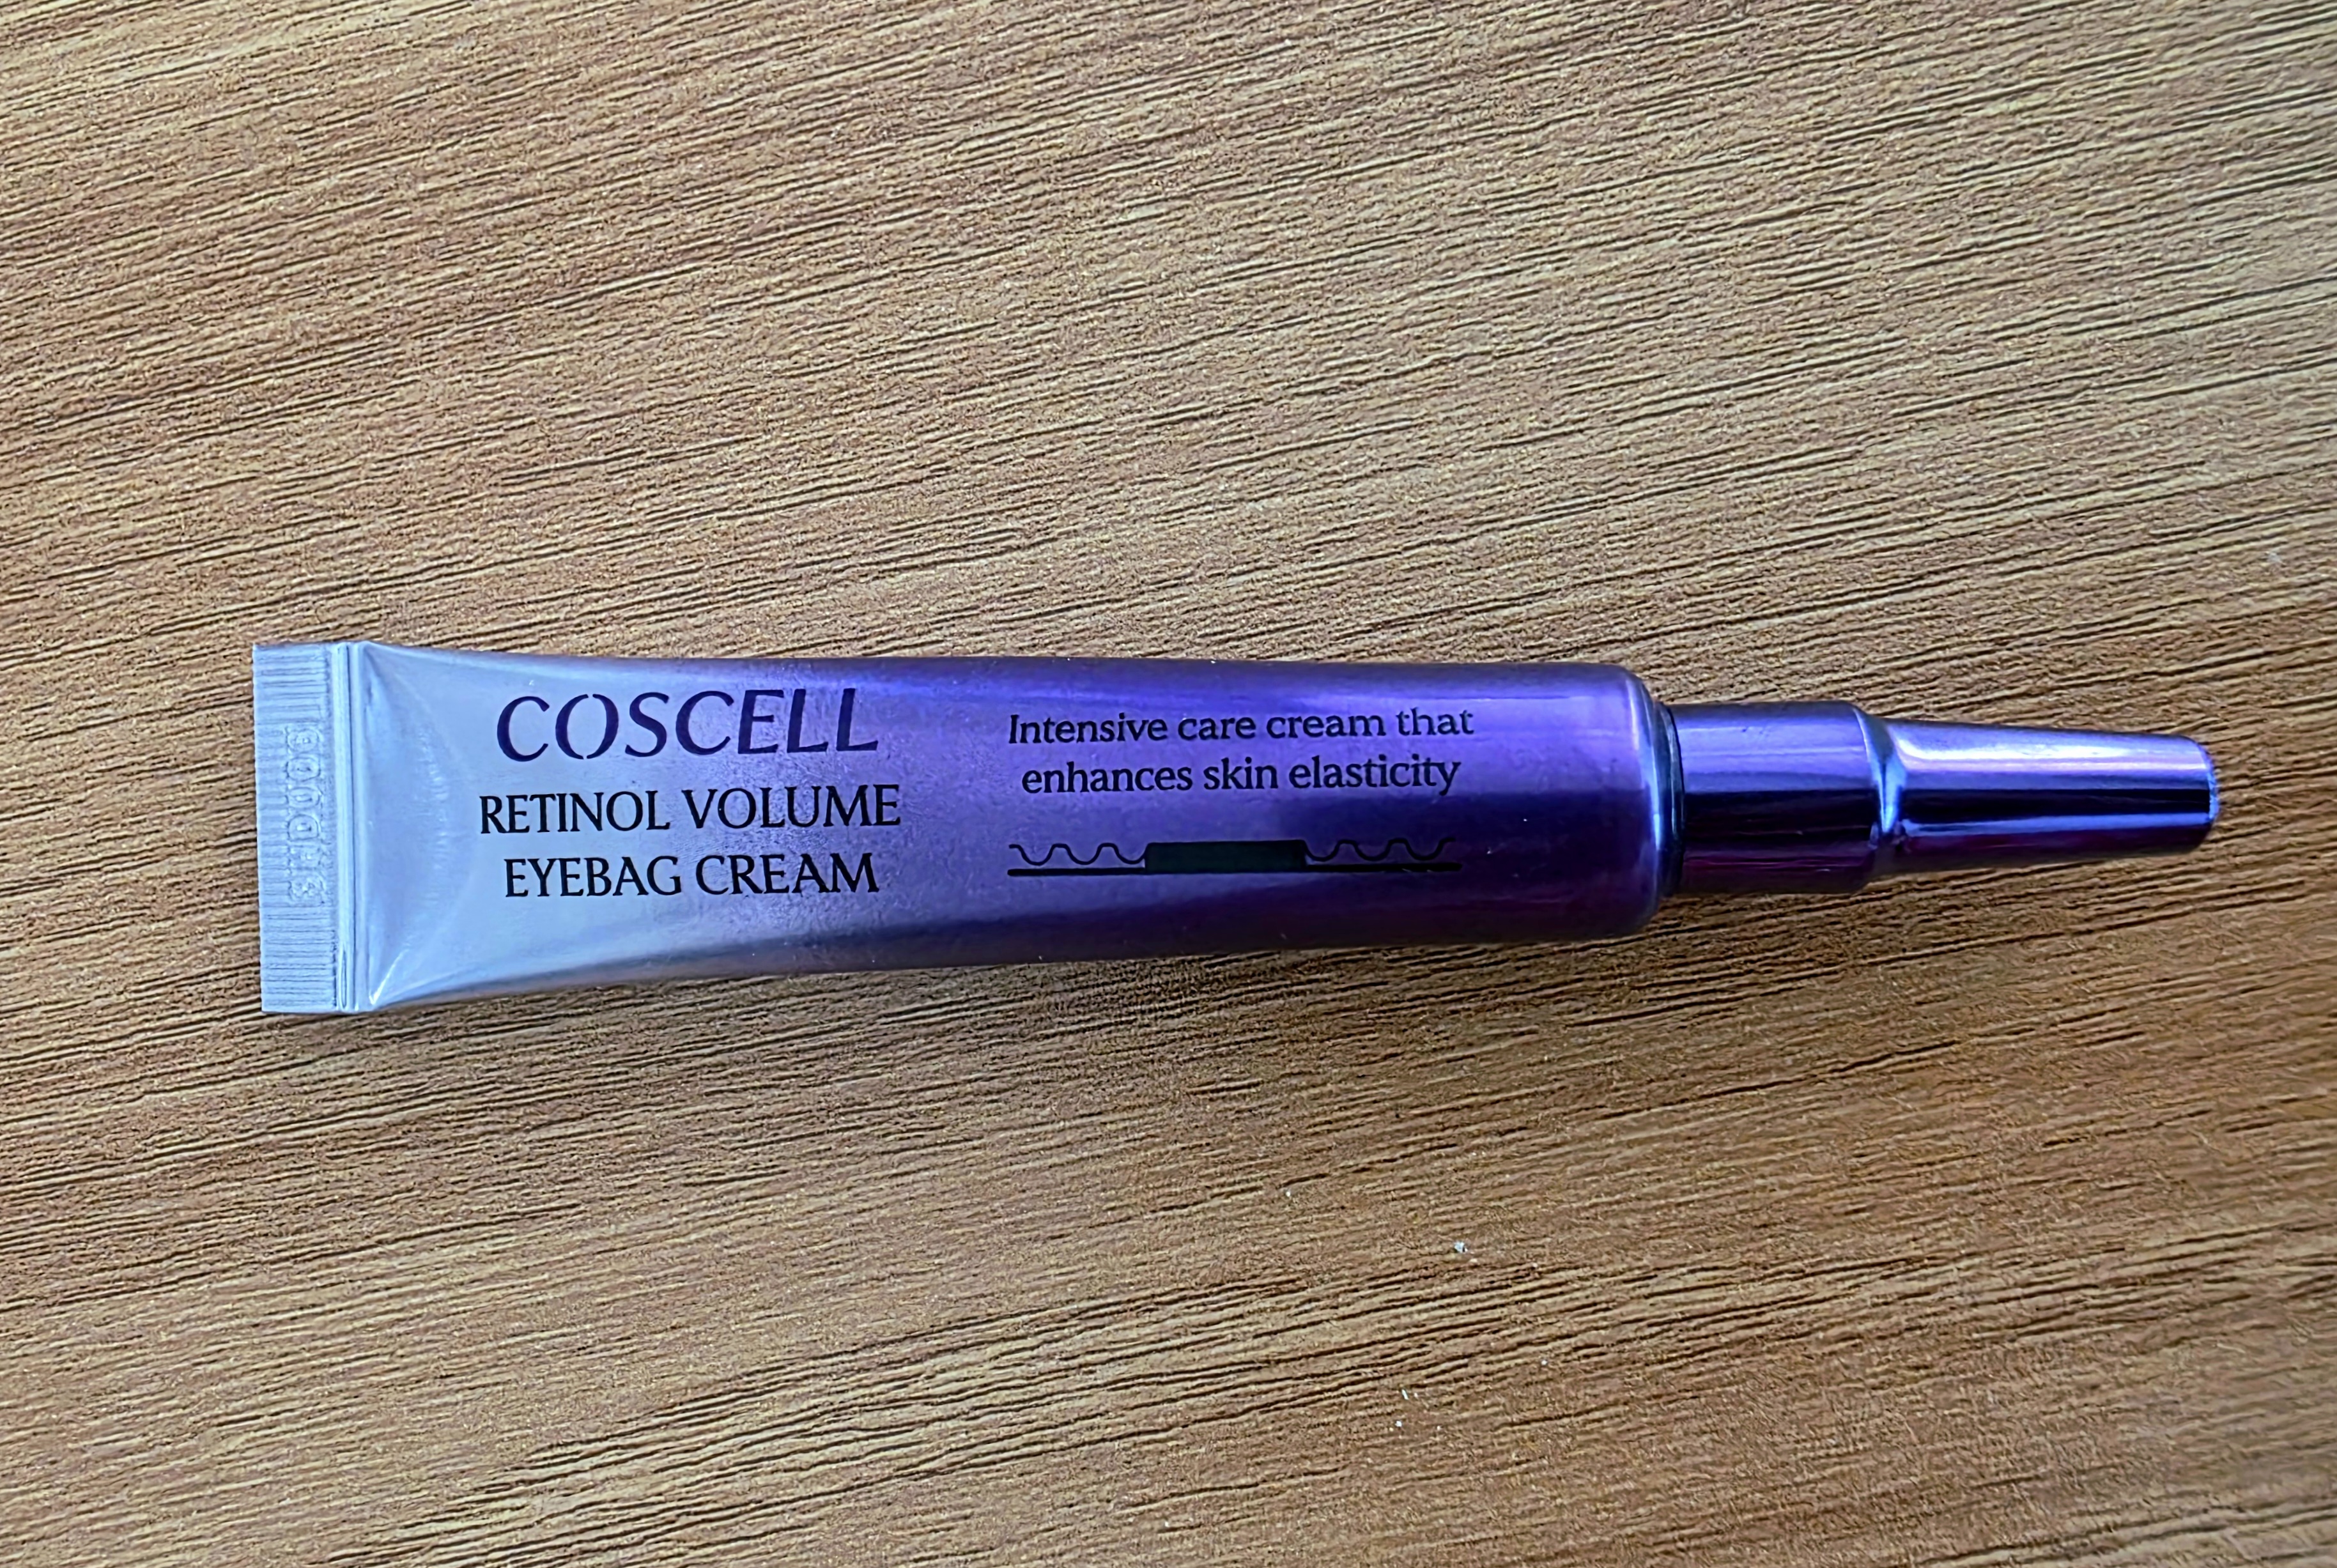 COSCELL
RETINOL VOLUME
EYEBAG CREAM
Intensive care cream that
enhances skin elasticity